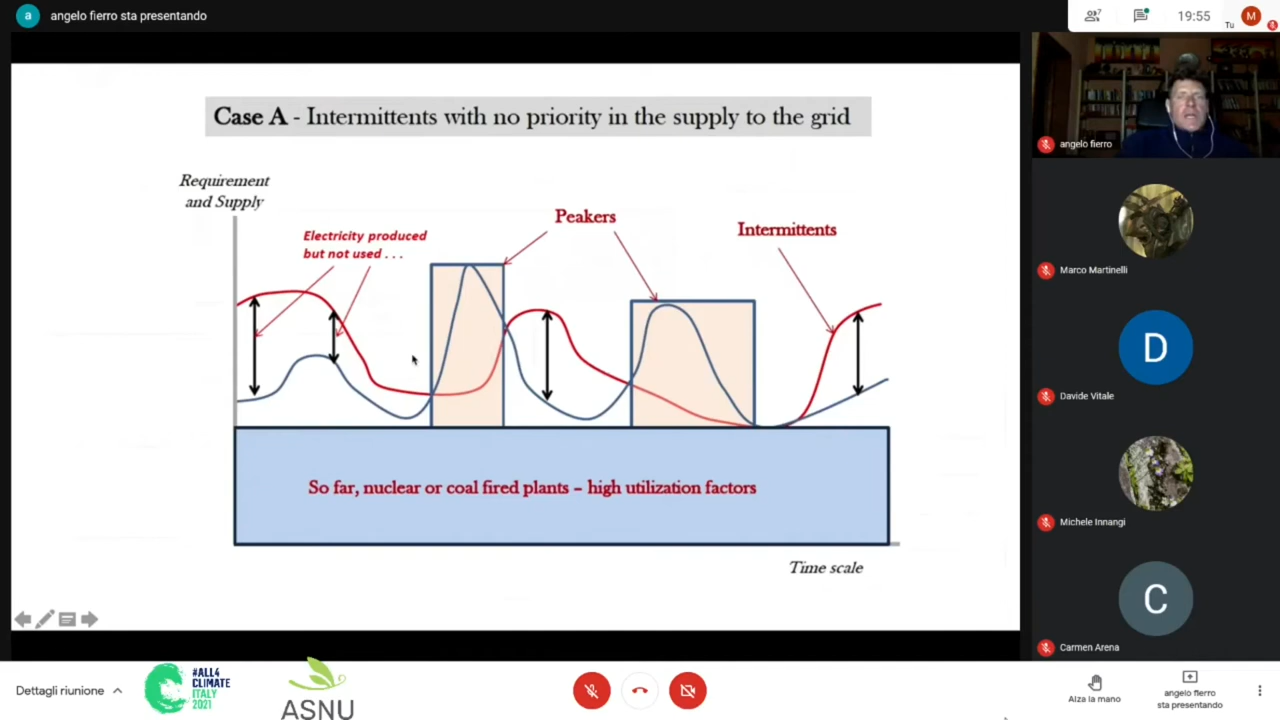 a
angelo fierro sta presentando
7
19:55
Tu
M
Case A - Intermittents with no priority in the supply to the grid
Requirement
and Supply
Electricity produced
but not used . . .
Peakers
Intermittents
So far, nuclear or coal fired plants – high utilization factors
Time scale
angelo fierro
Marco Martinelli
D
Davide Vitale
Michele Innangi
C
Carmen Arena
Dettagli riunione
#ALL4
CLIMATE
ITALY
2021
ASNU
Alza la mano
angelo fierro
sta presentando